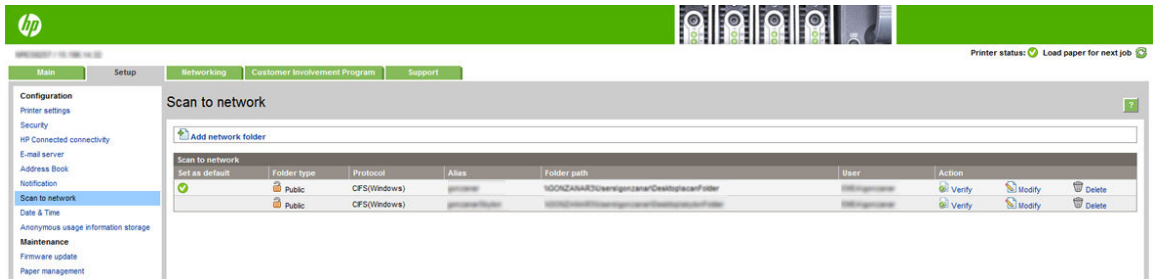 hp
Printer status: Load paper for next job
Main Setup Networking Customer Involvement Program Support
Configuration
Printer settings
Security
HP Connected connectivity
E-mail server
Address Book
Notification
Scan to network
Date & Time
Anonymous usage information storage
Maintenance
Firmware update
Paper management
Scan to network
?
Add network folder
Scan to network
Set as default Folder type Protocol Alias Folder path User Action
Public CIFS(Windows) Verify Modify Delete
Public CIFS(Windows) Verify Modify Delete